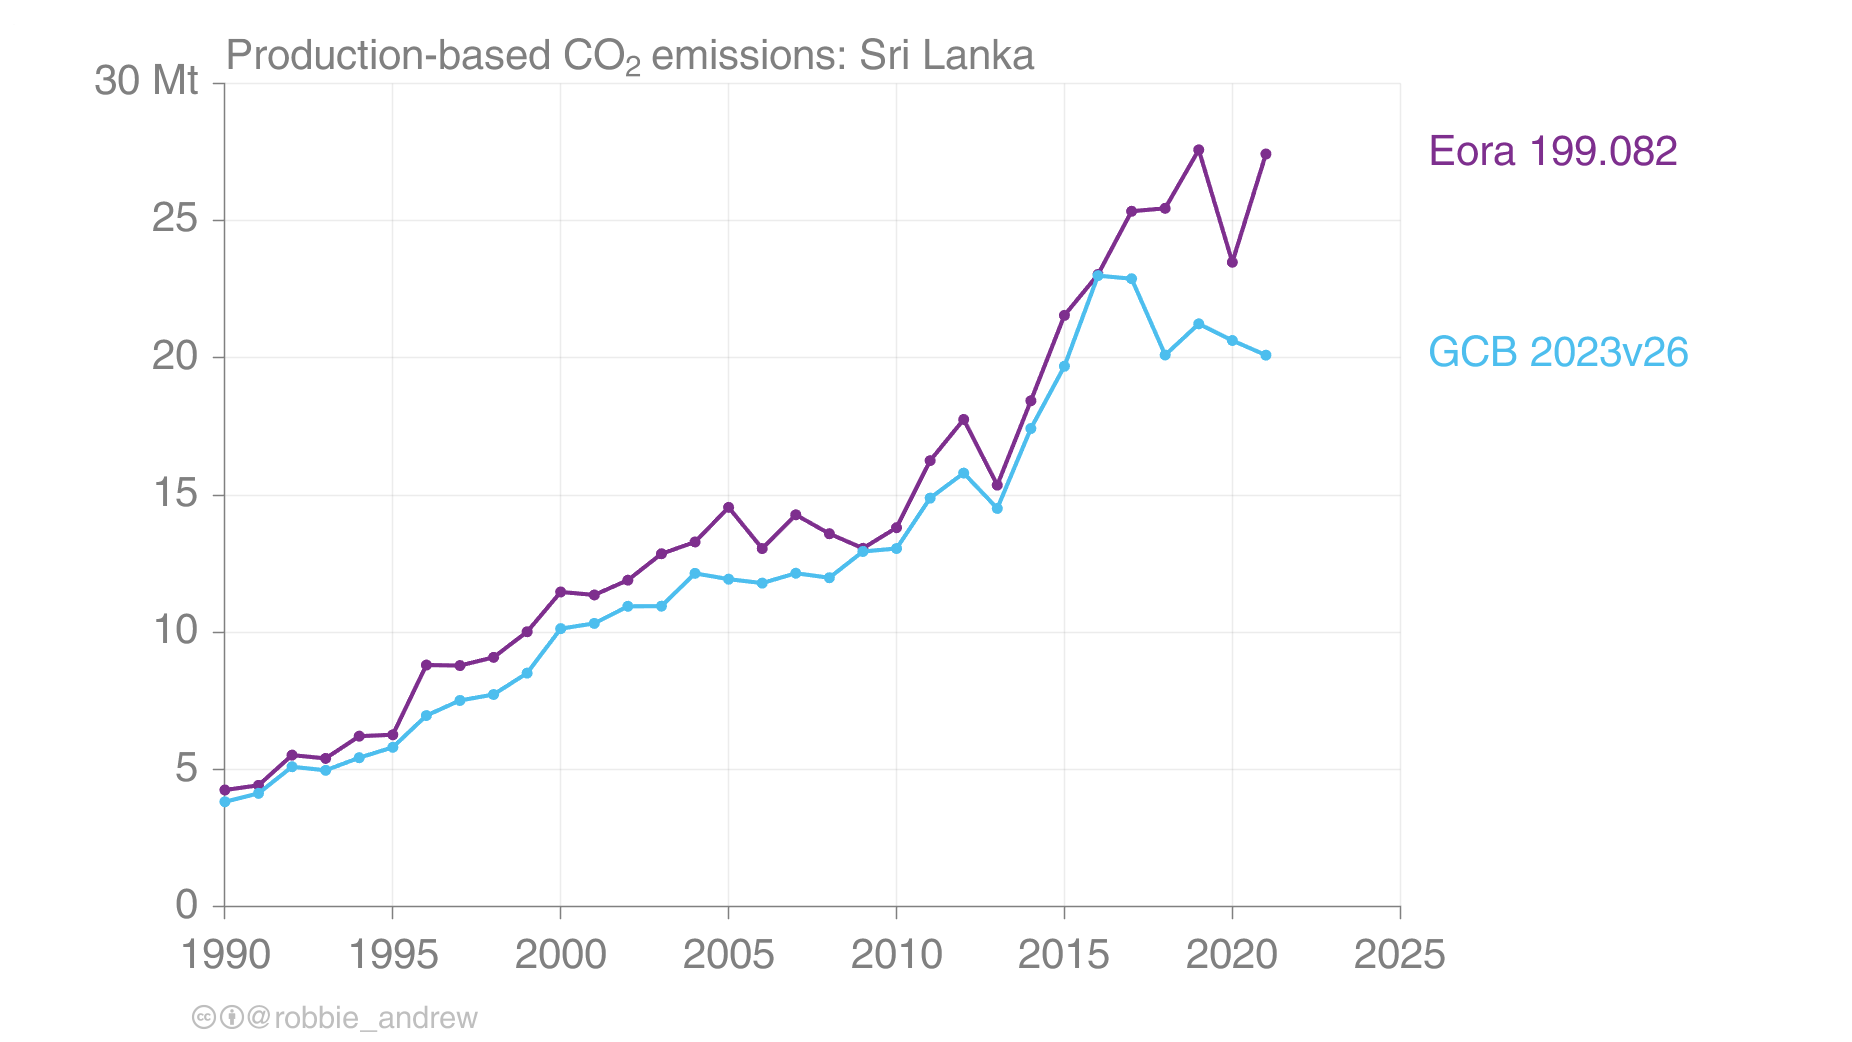 Production-based CO₂ emissions: Sri Lanka
30 Mt
25
20
15
10
5
0
1990 1995 2000 2005 2010 2015 2020 2025
Eora 199.082
GCB 2023v26
@robbie_andrew